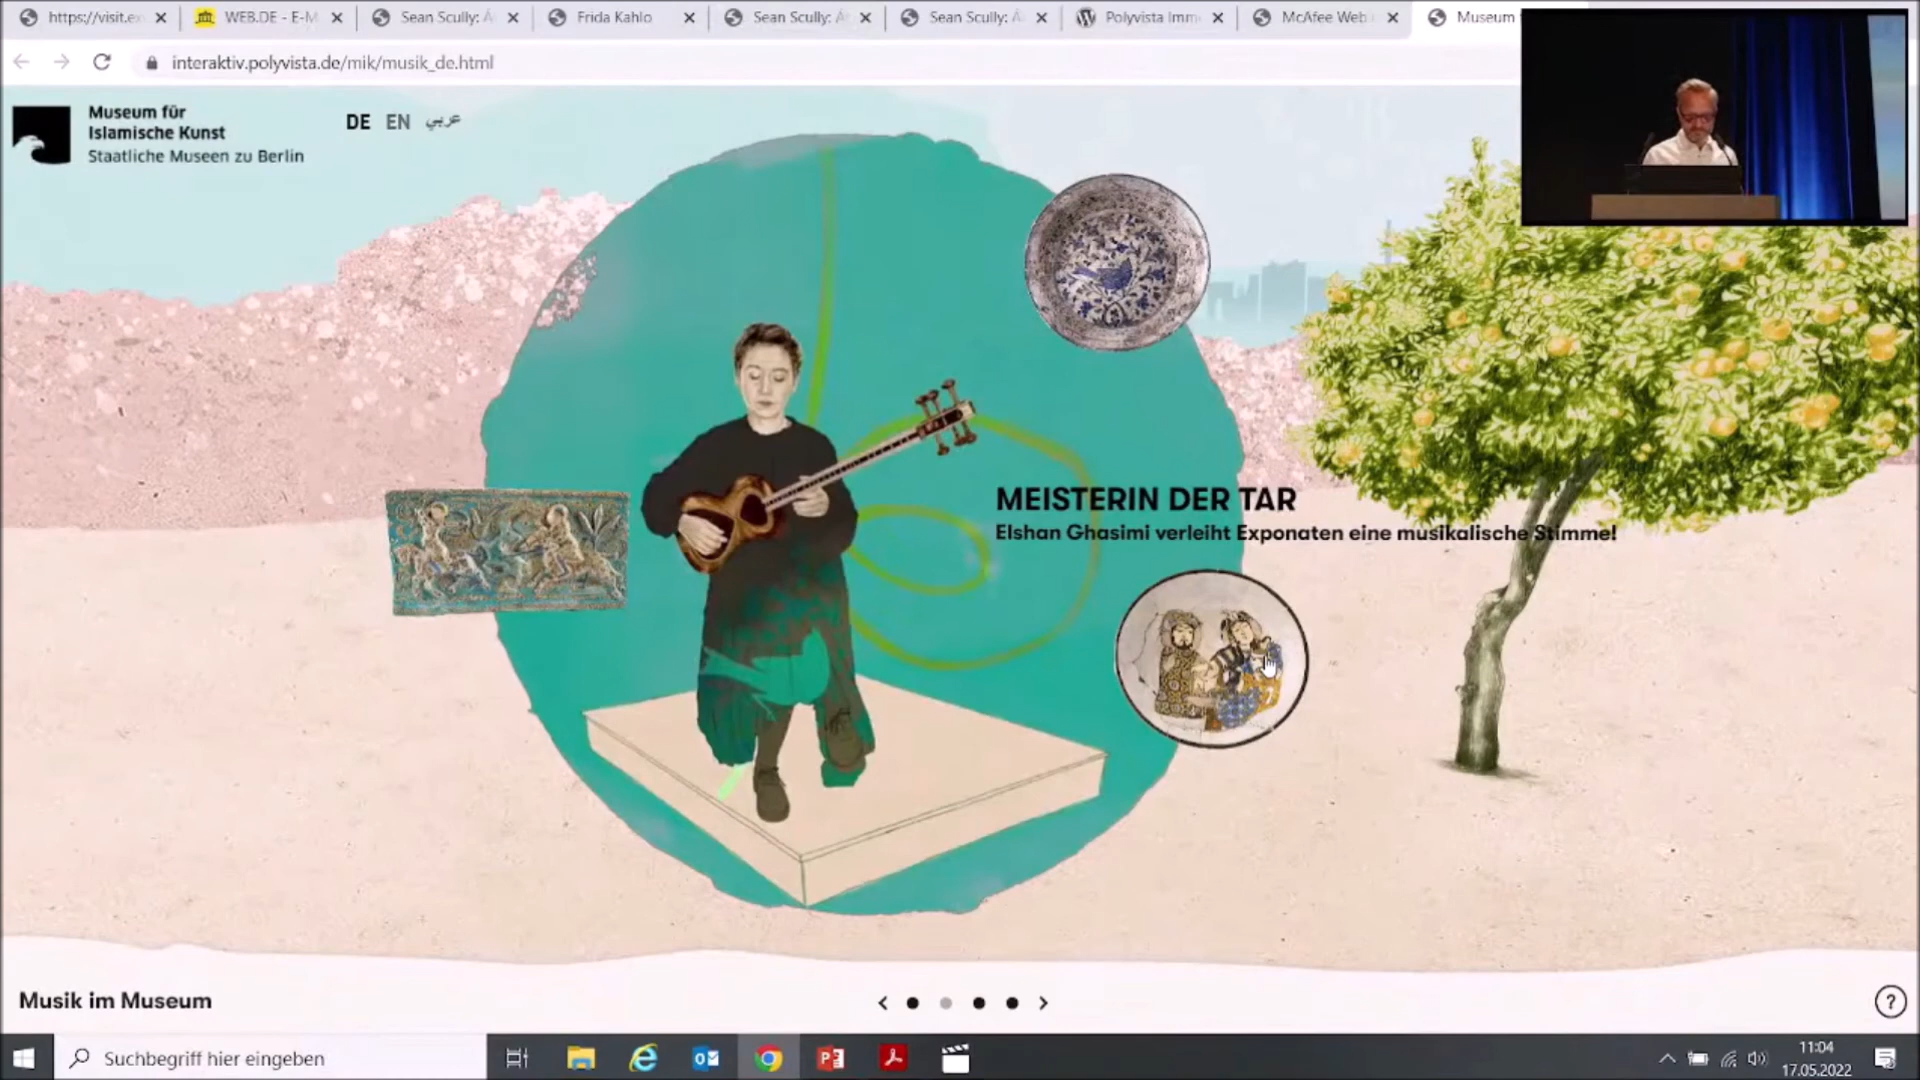 https://visit.ex
WEB.DE - E-M
Sean Scully: Á
Frida Kahlo
Sean Scully: Á
Sean Scully: Á
Polyvista Imm
McAfee Web
Museum
interaktiv.polyvista.de/mik/musik_de.html
Museum für
Islamische Kunst
Staatliche Museen zu Berlin
DE EN عربي
MEISTERIN DER TAR
Elshan Ghasimi verleiht Exponaten eine musikalische Stimme!
Musik im Museum
?
Suchbegriff hier eingeben
11:04
17.05.2022